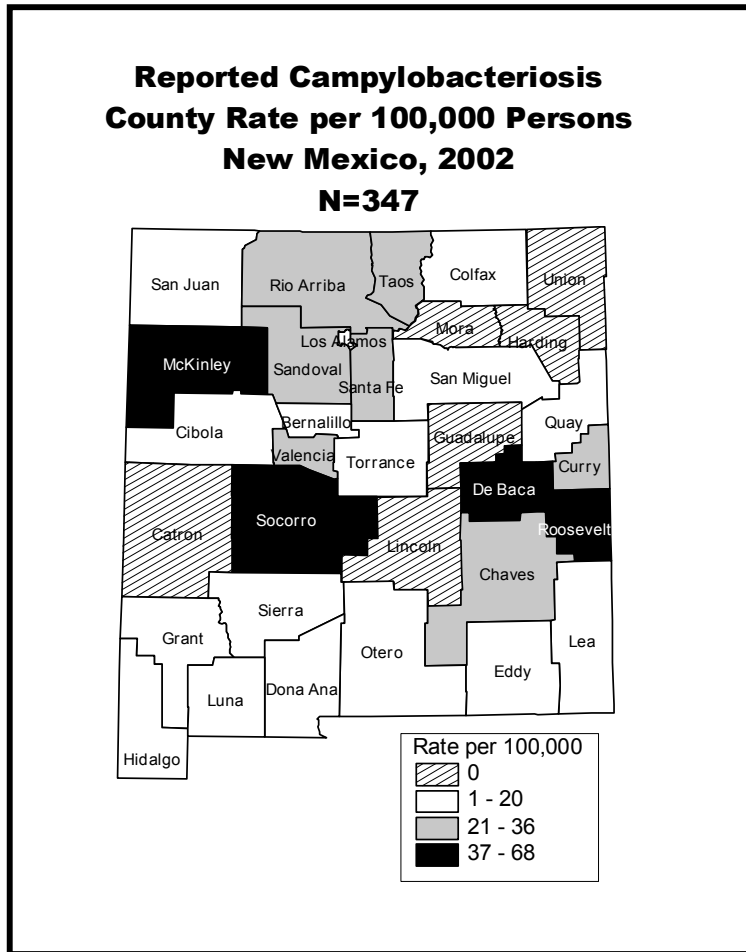 Reported Campylobacteriosis
County Rate per 100,000 Persons
New Mexico, 2002
N=347
San Juan
Rio Arriba
Taos
Colfax
Union
Mora
Harding
Los Alamos
McKinley
Sandoval
Santa Fe
San Miguel
Quay
Bernalillo
Cibola
Guadalupe
Valencia
Torrance
Curry
De Baca
Socorro
Roosevelt
Catron
Lincoln
Chaves
Sierra
Grant
Lea
Otero
Eddy
Dona Ana
Luna
Hidalgo
Rate per 100,000
0
1 - 20
21 - 36
37 - 68